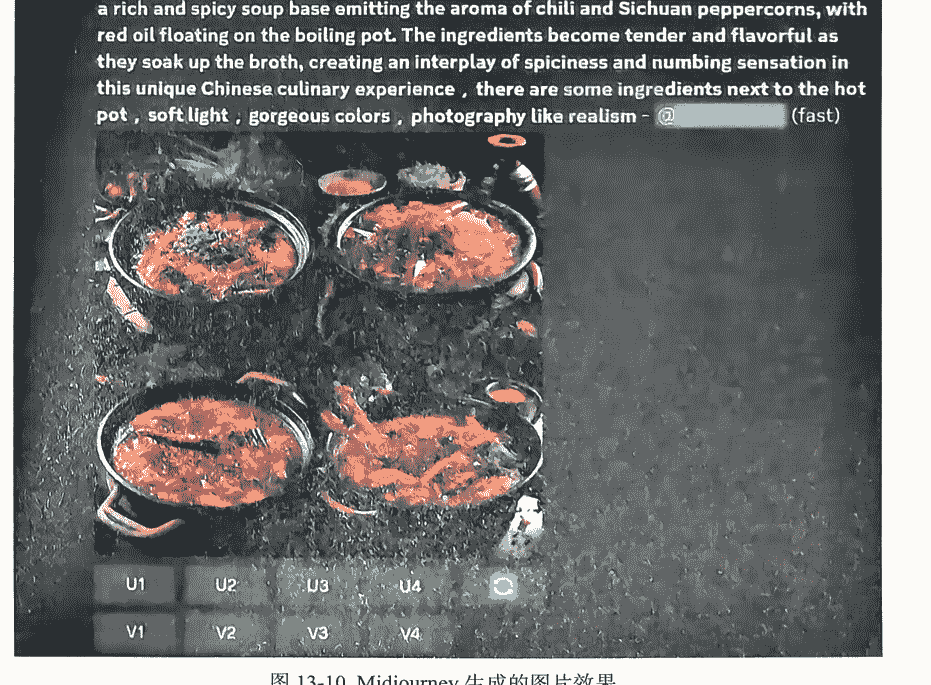 a rich and spicy soup base emitting the aroma of chili and Sichuan peppercorns, with
red oil floating on the boiling pot. The ingredients become tender and flavorful as
they soak up the broth, creating an interplay of spiciness and numbing sensation in
this unique Chinese culinary experience , there are some ingredients next to the hot
pot , soft light , gorgeous colors , photography like realism - @ (fast)
U1 U2 U3 U4
V1 V2 V3 V4
图 13-10 Midjourney 生成的图片效果